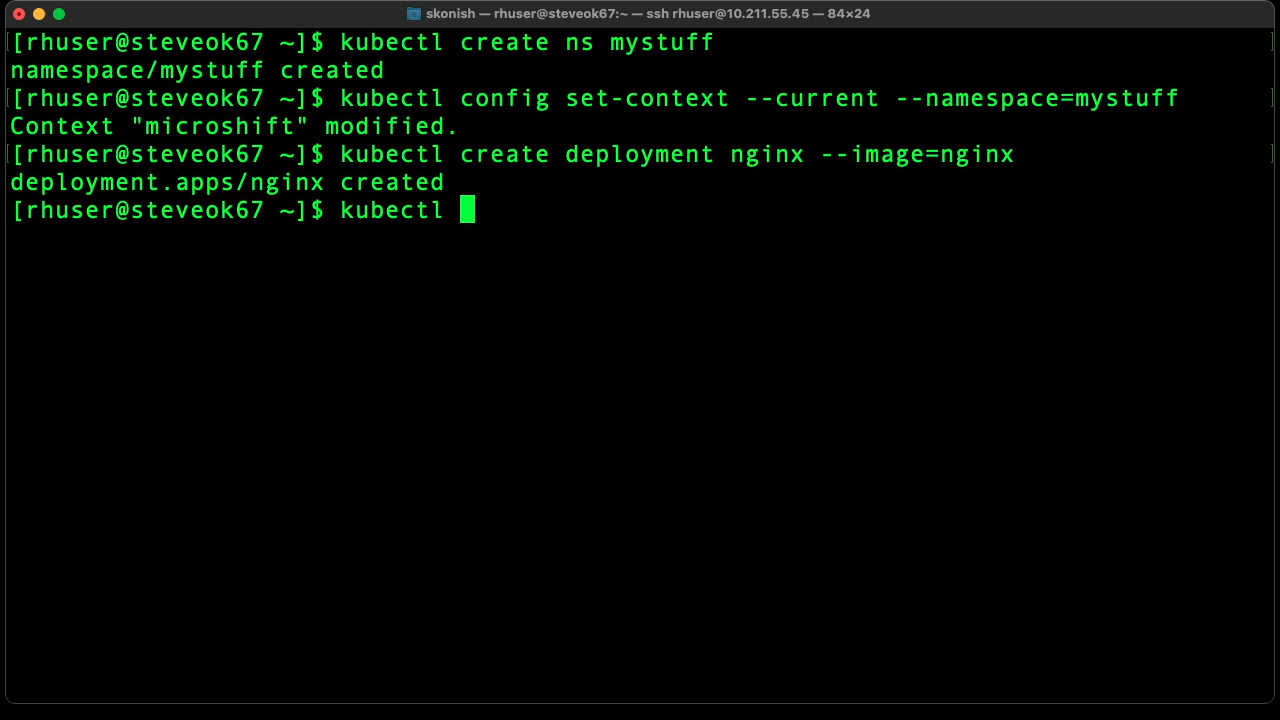 skonish — rhuser@steveok67:~ — ssh rhuser@10.211.55.45 — 84×24
[rhuser@steveok67 ~]$ kubectl create ns mystuff
namespace/mystuff created
[rhuser@steveok67 ~]$ kubectl config set-context --current --namespace=mystuff
Context "microshift" modified.
[rhuser@steveok67 ~]$ kubectl create deployment nginx --image=nginx
deployment.apps/nginx created
[rhuser@steveok67 ~]$ kubectl